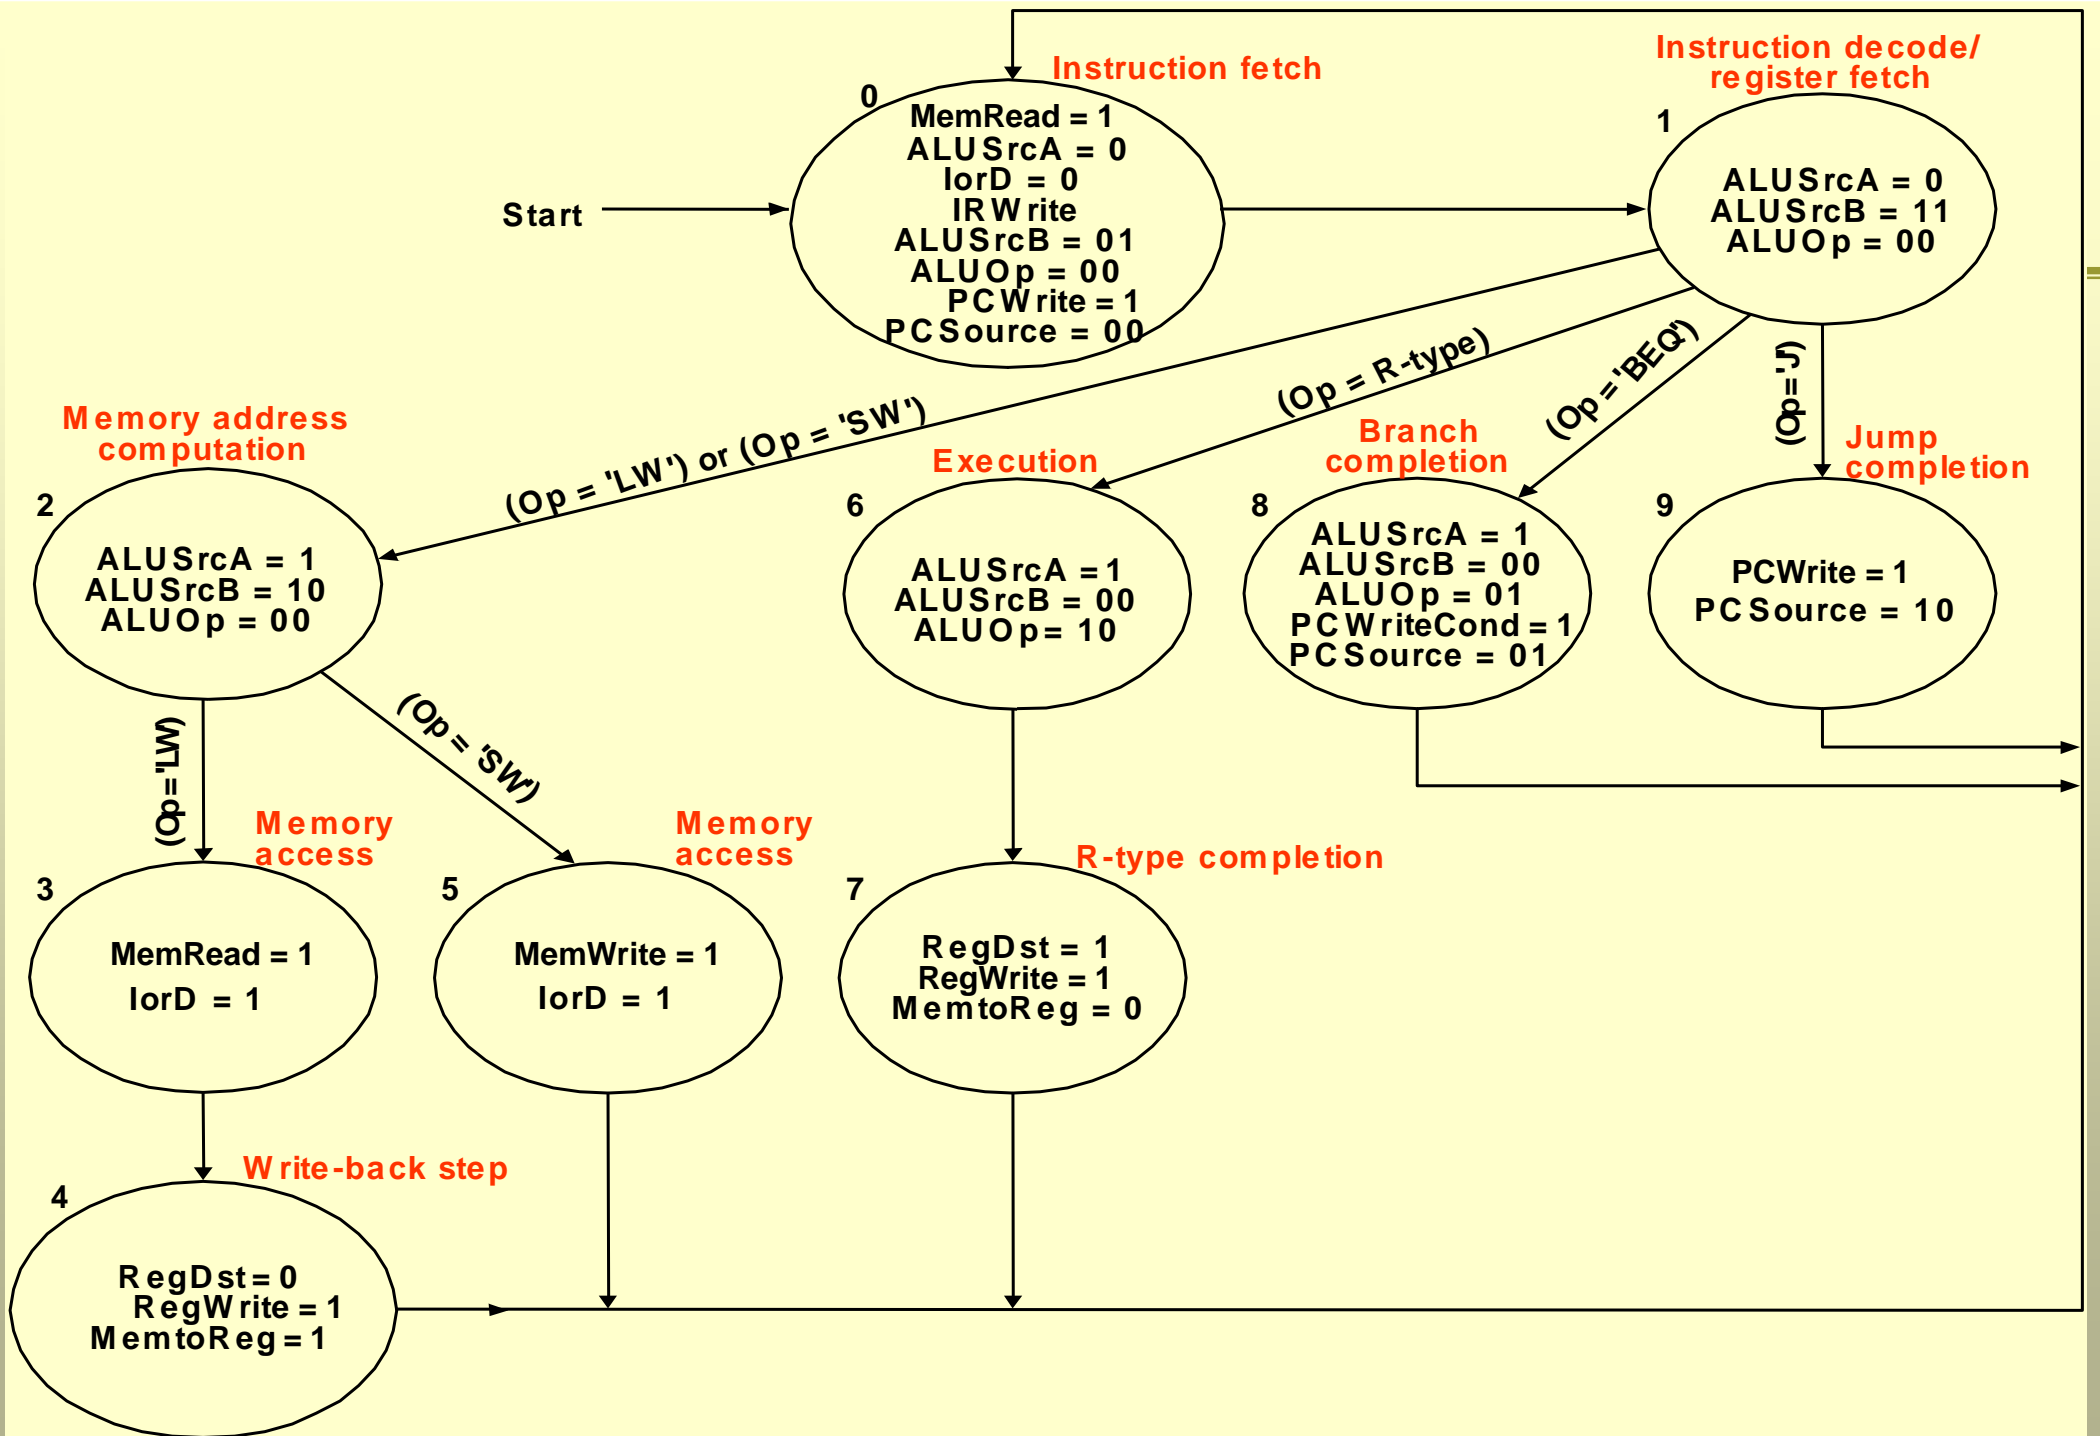 Instruction fetch
0
MemRead = 1
ALUSrcA = 0
IorD = 0
IRWrite
ALUSrcB = 01
ALUOp = 00
PCWrite = 1
PCSource = 00
Start
Instruction decode/
register fetch
1
ALUSrcA = 0
ALUSrcB = 11
ALUOp = 00
(Op = 'LW') or (Op = 'SW')
(Op = R-type)
(Op = 'BEQ')
(Op = 'J')
Memory address
computation
2
ALUSrcA = 1
ALUSrcB = 10
ALUOp = 00
Execution
6
ALUSrcA = 1
ALUSrcB = 00
ALUOp = 10
Branch
completion
8
ALUSrcA = 1
ALUSrcB = 00
ALUOp = 01
PCWriteCond = 1
PCSource = 01
Jump
completion
9
PCWrite = 1
PCSource = 10
(Op = 'LW')
(Op = 'SW')
Memory
access
3
MemRead = 1
IorD = 1
Memory
access
5
MemWrite = 1
IorD = 1
R-type completion
7
RegDst = 1
RegWrite = 1
MemtoReg = 0
Write-back step
4
RegDst = 0
RegWrite = 1
MemtoReg = 1